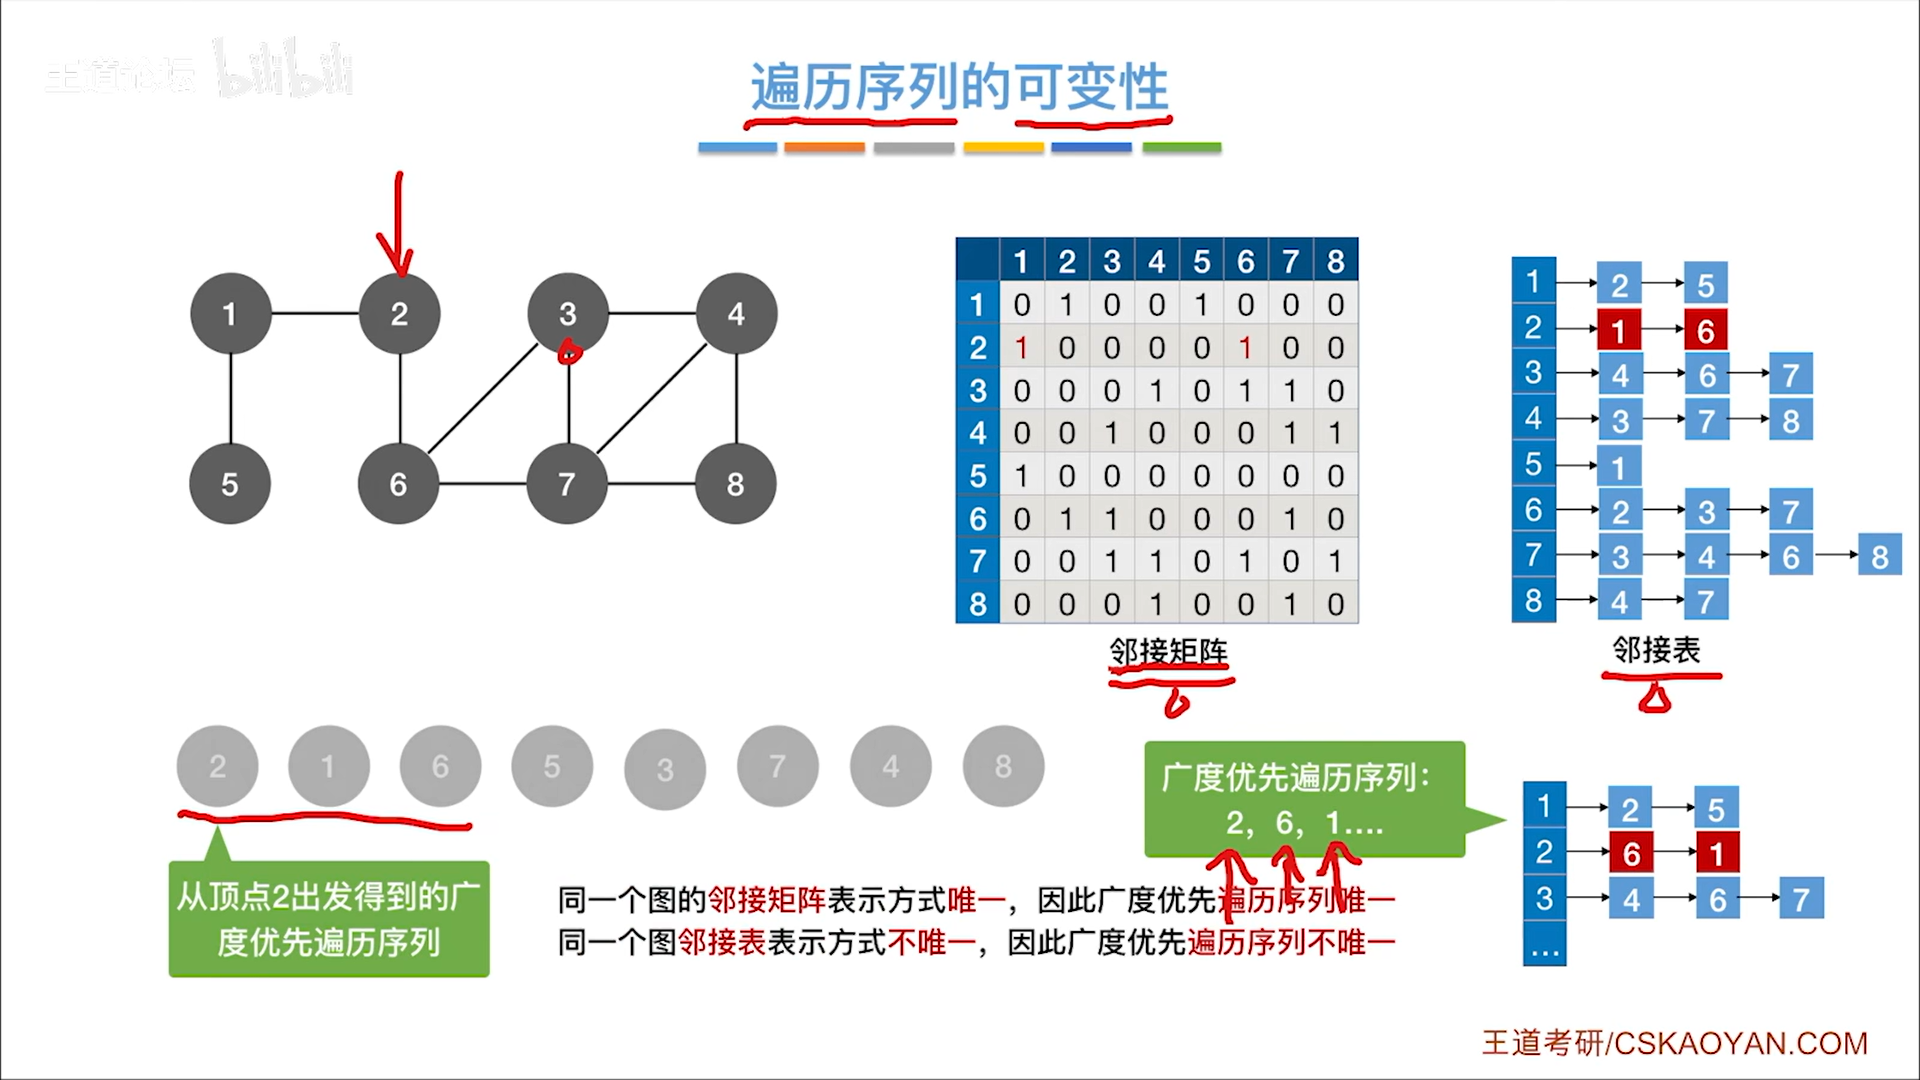 王道论坛 bilibili
遍历序列的可变性
1 2 3 4
5 6 7 8
1 2 3 4 5 6 7 8
1 0 1 0 0 1 0 0 0
2 1 0 0 0 0 1 0 0
3 0 0 0 1 0 1 1 0
4 0 0 1 0 0 0 1 1
5 1 0 0 0 0 0 0 0
6 0 1 1 0 0 0 1 0
7 0 0 1 1 0 1 0 1
8 0 0 0 1 0 0 1 0
邻接矩阵
1 2 5
2 1 6
3 4 6 7
4 3 7 8
5 1
6 2 3 7
7 3 4 6 8
8 4 7
邻接表
2 1 6 5 3 7 4 8
从顶点2出发得到的广
度优先遍历序列
广度优先遍历序列：
2，6，1....
1 2 5
2 6 1
3 4 6 7
...
同一个图的邻接矩阵表示方式唯一，因此广度优先遍历序列唯一
同一个图邻接表表示方式不唯一，因此广度优先遍历序列不唯一
王道考研/CSKAOYAN.COM